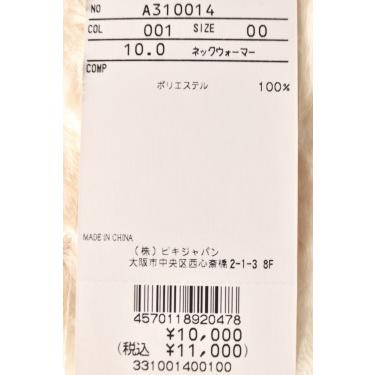 NO A310014
COL 001 SIZE 00
10.0 ネックウォーマー
COMP
ポリエステル 100%
MADE IN CHINA
(株)ピキジャパン
大阪市中央区西心斎橋2-1-3 8F
4570118920478
¥10,000
(税込 ¥11,000)
331001400100